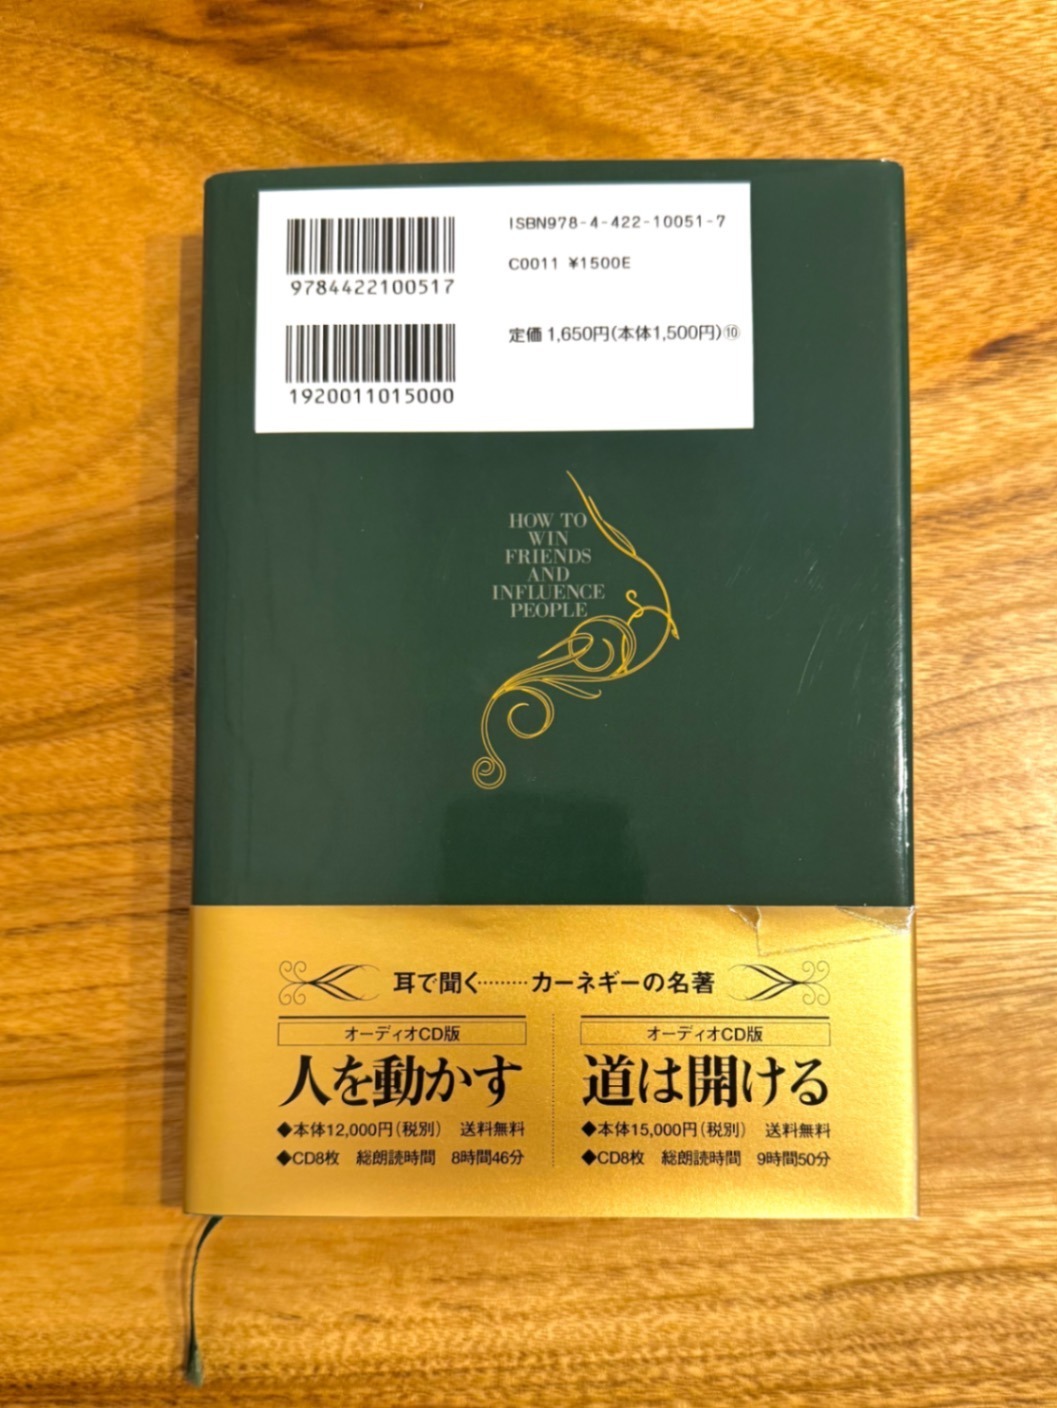 ISBN978-4-422-10051-7
C0011 ¥1500E
9784422100517
定価 1,650円(本体1,500円)⑩
1920011015000
HOW TO
WIN
FRIENDS
AND
INFLUENCE
PEOPLE
耳で聞く………カーネギーの名著
オーディオCD版
人を動かす
◆本体12,000円(税別) 送料無料
◆CD8枚 総朗読時間 8時間46分
オーディオCD版
道は開ける
◆本体15,000円(税別) 送料無料
◆CD8枚 総朗読時間 9時間50分